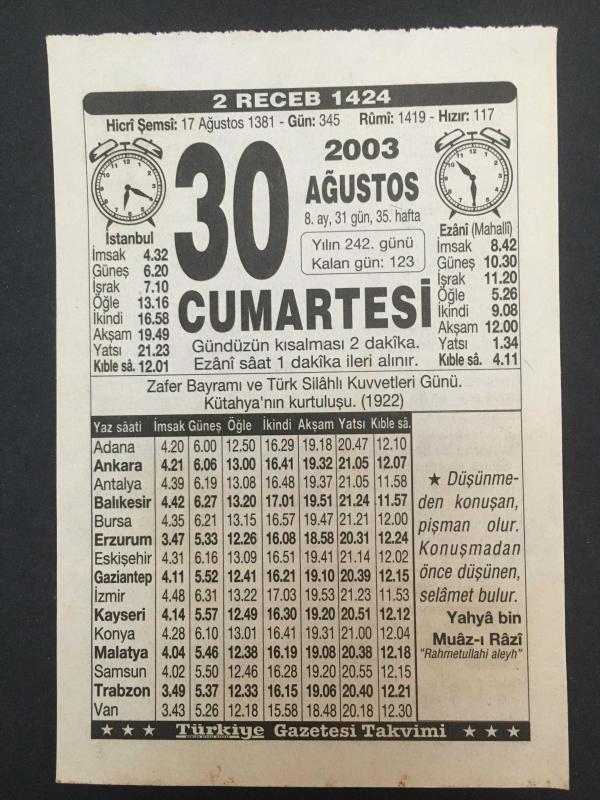 2 RECEB 1424
Hicrî Şemsî: 17 Ağustos 1381 - Gün: 345 Rûmî: 1419 - Hızır: 117
30
2003
AĞUSTOS
8. ay, 31 gün, 35. hafta
Yılın 242. günü
Kalan gün: 123
CUMARTESİ
Gündüzün kısalması 2 dakîka.
Ezânî sâat 1 dakîka ileri alınır.
İstanbul
İmsak 4.32
Güneş 6.20
İşrak 7.10
Öğle 13.16
İkindi 16.58
Akşam 19.49
Yatsı 21.23
Kıble sâ. 12.01
Ezânî (Mahallî)
İmsak 8.42
Güneş 10.30
İşrak 11.20
Öğle 5.26
İkindi 9.08
Akşam 12.00
Yatsı 1.34
Kıble sâ. 4.11
Zafer Bayramı ve Türk Silâhlı Kuvvetleri Günü.
Kütahya'nın kurtuluşu. (1922)
Yaz sâati İmsak Güneş Öğle İkindi Akşam Yatsı Kıble sâ.
Adana 4.20 6.00 12.50 16.29 19.18 20.47 12.10
Ankara 4.21 6.06 13.00 16.41 19.32 21.05 12.07
Antalya 4.39 6.19 13.08 16.48 19.37 21.05 11.58
Balıkesir 4.42 6.27 13.20 17.01 19.51 21.24 11.57
Bursa 4.35 6.21 13.15 16.57 19.47 21.21 12.00
Erzurum 3.47 5.33 12.26 16.08 18.58 20.31 12.24
Eskişehir 4.31 6.16 13.09 16.51 19.41 21.14 12.02
Gaziantep 4.11 5.52 12.41 16.21 19.10 20.39 12.15
İzmir 4.48 6.31 13.22 17.03 19.53 21.23 11.53
Kayseri 4.14 5.57 12.49 16.30 19.20 20.51 12.12
Konya 4.28 6.10 13.01 16.41 19.31 21.00 12.04
Malatya 4.04 5.46 12.38 16.19 19.08 20.38 12.18
Samsun 4.02 5.50 12.46 16.28 19.20 20.55 12.15
Trabzon 3.49 5.37 12.33 16.15 19.06 20.40 12.21
Van 3.43 5.26 12.18 15.58 18.48 20.18 12.30
★ Düşünme-
den konuşan,
pişman olur.
Konuşmadan
önce düşünen,
selâmet bulur.
Yahyâ bin
Muâz-ı Râzî
"Rahmetullahi aleyh"
★ ★ ★ Türkiye Gazetesi Takvimi ★ ★ ★